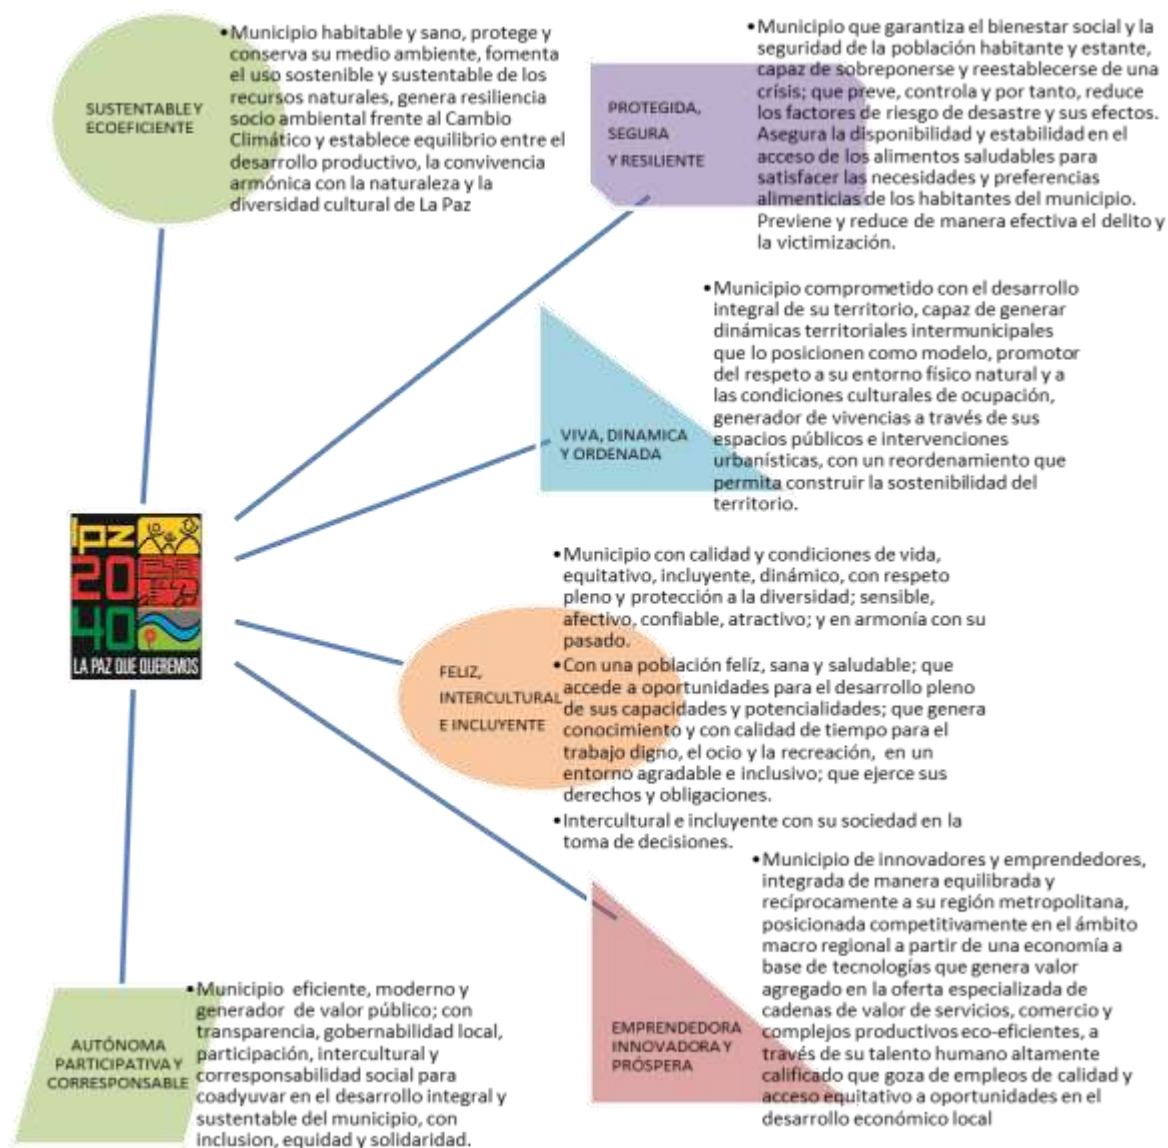 SUSTENTABLE Y
ECOEFICIENTE
•Municipio habitable y sano, protege y
conserva su medio ambiente, fomenta
el uso sostenible y sustentable de los
recursos naturales, genera resiliencia
socio ambiental frente al Cambio
Climático y establece equilibrio entre el
desarrollo productivo, la convivencia
armónica con la naturaleza y la
diversidad cultural de La Paz
PROTEGIDA,
SEGURA
Y RESILIENTE
•Municipio que garantiza el bienestar social y la
seguridad de la población habitante y estante,
capaz de sobreponerse y reestablecerse de una
crísis; que preve, controla y por tanto, reduce
los factores de riesgo de desastre y sus efectos.
Asegura la disponibilidad y estabilidad en el
acceso de los alimentos saludables para
satisfacer las necesidades y preferencias
alimenticias de los habitantes del municipio.
Previene y reduce de manera efectiva el delito y
la victimización.
VIVA, DINAMICA
Y ORDENADA
•Municipio comprometido con el desarrollo
integral de su territorio, capaz de generar
dinámicas territoriales intermunicipales
que lo posicionen como modelo, promotor
del respeto a su entorno físico natural y a
las condiciones culturales de ocupación,
generador de vivencias a través de sus
espacios públicos e intervenciones
urbanísticas, con un reordenamiento que
permita construir la sostenibilidad del
territorio.
lpz
20
40
LA PAZ QUE QUEREMOS
FELIZ,
INTERCULTURAL
E INCLUYENTE
•Municipio con calidad y condiciones de vida,
equitativo, incluyente, dinámico, con respeto
pleno y protección a la diversidad; sensible,
afectivo, confiable, atractivo; y en armonía con su
pasado.
•Con una población felíz, sana y saludable; que
accede a oportunidades para el desarrollo pleno
de sus capacidades y potencialidades; que genera
conocimiento y con calidad de tiempo para el
trabajo digno, el ocio y la recreación, en un
entorno agradable e inclusivo; que ejerce sus
derechos y obligaciones.
•Intercultural e incluyente con su sociedad en la
toma de decisiones.
EMPRENDEDORA
INNOVADORA Y
PRÓSPERA
•Municipio de innovadores y emprendedores,
integrada de manera equilibrada y
recíprocamente a su región metropolitana,
posicionada competitivamente en el ámbito
macro regional a partir de una economía a
base de tecnologías que genera valor
agregado en la oferta especializada de
cadenas de valor de servicios, comercio y
complejos productivos eco-eficientes, a
través de su talento humano altamente
calificado que goza de empleos de calidad y
acceso equitativo a oportunidades en el
desarrollo económico local
AUTÓNOMA
PARTICIPATIVA Y
CORRESPONSABLE
•Municipio eficiente, moderno y
generador de valor público; con
transparencia, gobernabilidad local,
participación, intercultural y
corresponsabilidad social para
coadyuvar en el desarrollo integral y
sustentable del municipio, con
inclusion, equidad y solidaridad.